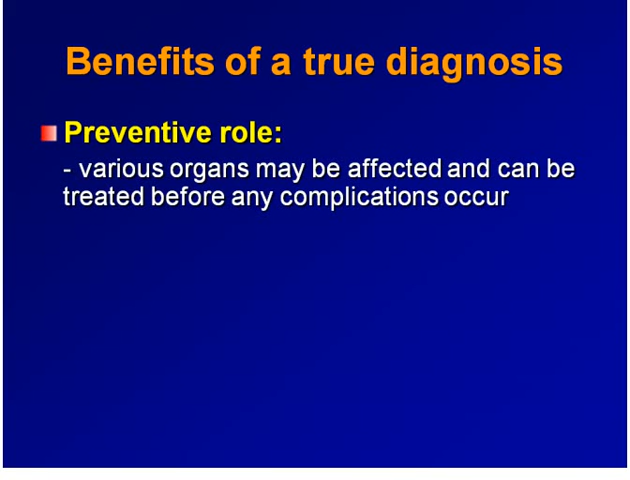 Benefits of a true diagnosis
Preventive role:
- various organs may be affected and can be
treated before any complications occur